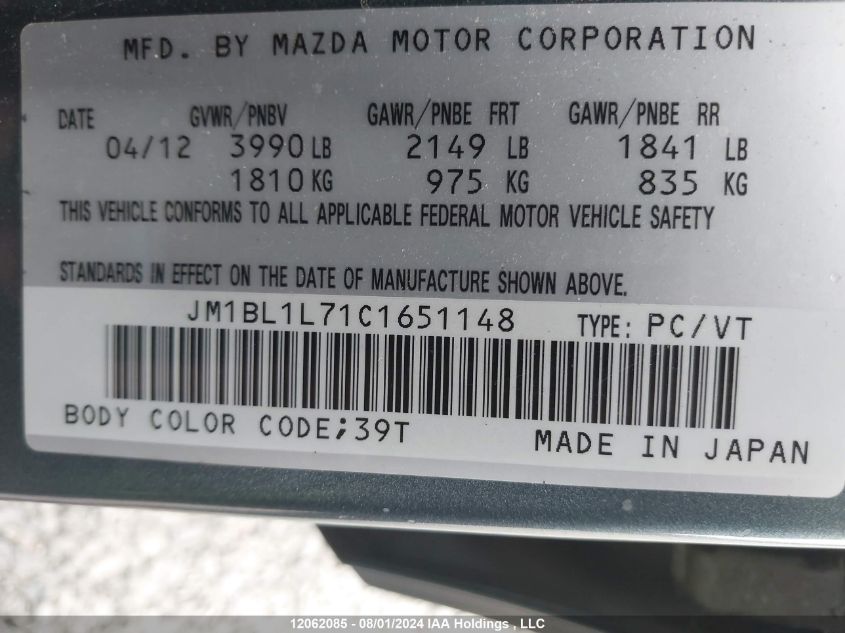 MFD. BY MAZDA MOTOR CORPORATION
DATE GVWR/PNBV GAWR/PNBE FRT GAWR/PNBE RR
04/12 3990 LB 2149 LB 1841 LB
1810 KG 975 KG 835 KG
THIS VEHICLE CONFORMS TO ALL APPLICABLE FEDERAL MOTOR VEHICLE SAFETY
STANDARDS IN EFFECT ON THE DATE OF MANUFACTURE SHOWN ABOVE.
JM1BL1L71C1651148 TYPE: PC/VT
BODY COLOR CODE;39T MADE IN JAPAN
12062085 - 08/01/2024 IAA Holdings , LLC